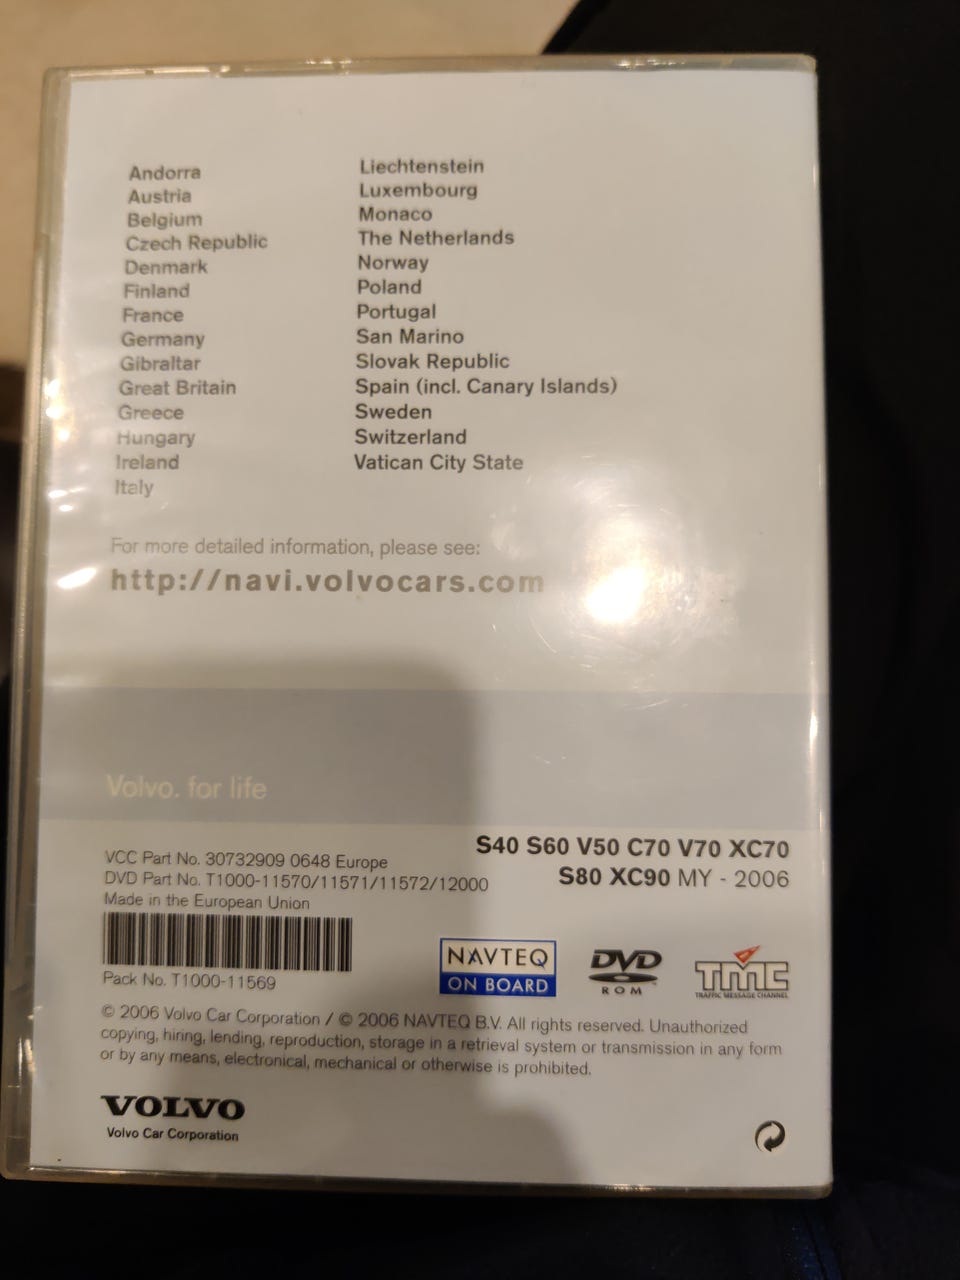 Andorra
Austria
Belgium
Czech Republic
Denmark
Finland
France
Germany
Gibraltar
Great Britain
Greece
Hungary
Ireland
Italy
Liechtenstein
Luxembourg
Monaco
The Netherlands
Norway
Poland
Portugal
San Marino
Slovak Republic
Spain (incl. Canary Islands)
Sweden
Switzerland
Vatican City State
For more detailed information, please see:
http://navi.volvocars.com
Volvo. for life
VCC Part No. 30732909 0648 Europe
DVD Part No. T1000-11570/11571/11572/12000
Made in the European Union
Pack No. T1000-11569
S40 S60 V50 C70 V70 XC70
S80 XC90 MY - 2006
NAVTEQ
ON BOARD
DVD
ROM
TMC
TRAFFIC MESSAGE CHANNEL
© 2006 Volvo Car Corporation / © 2006 NAVTEQ B.V. All rights reserved. Unauthorized
copying, hiring, lending, reproduction, storage in a retrieval system or transmission in any form
or by any means, electronical, mechanical or otherwise is prohibited.
VOLVO
Volvo Car Corporation